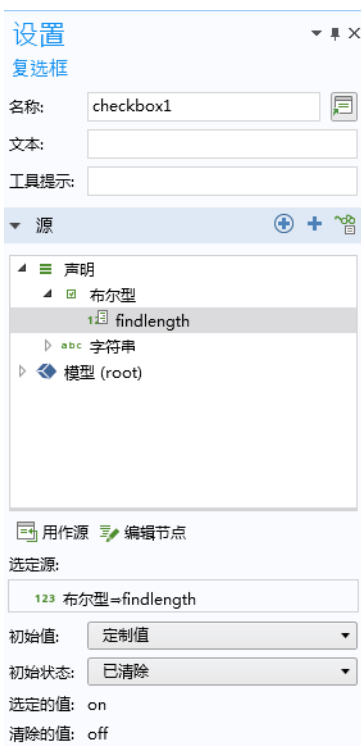 设置
复选框
名称: checkbox1
文本:
工具提示:
源
声明
布尔型
findlength
abc 字符串
模型 (root)
用作源 编辑节点
选定源:
123 布尔型⇒findlength
初始值: 定制值
初始状态: 已清除
选定的值: on
清除的值: off